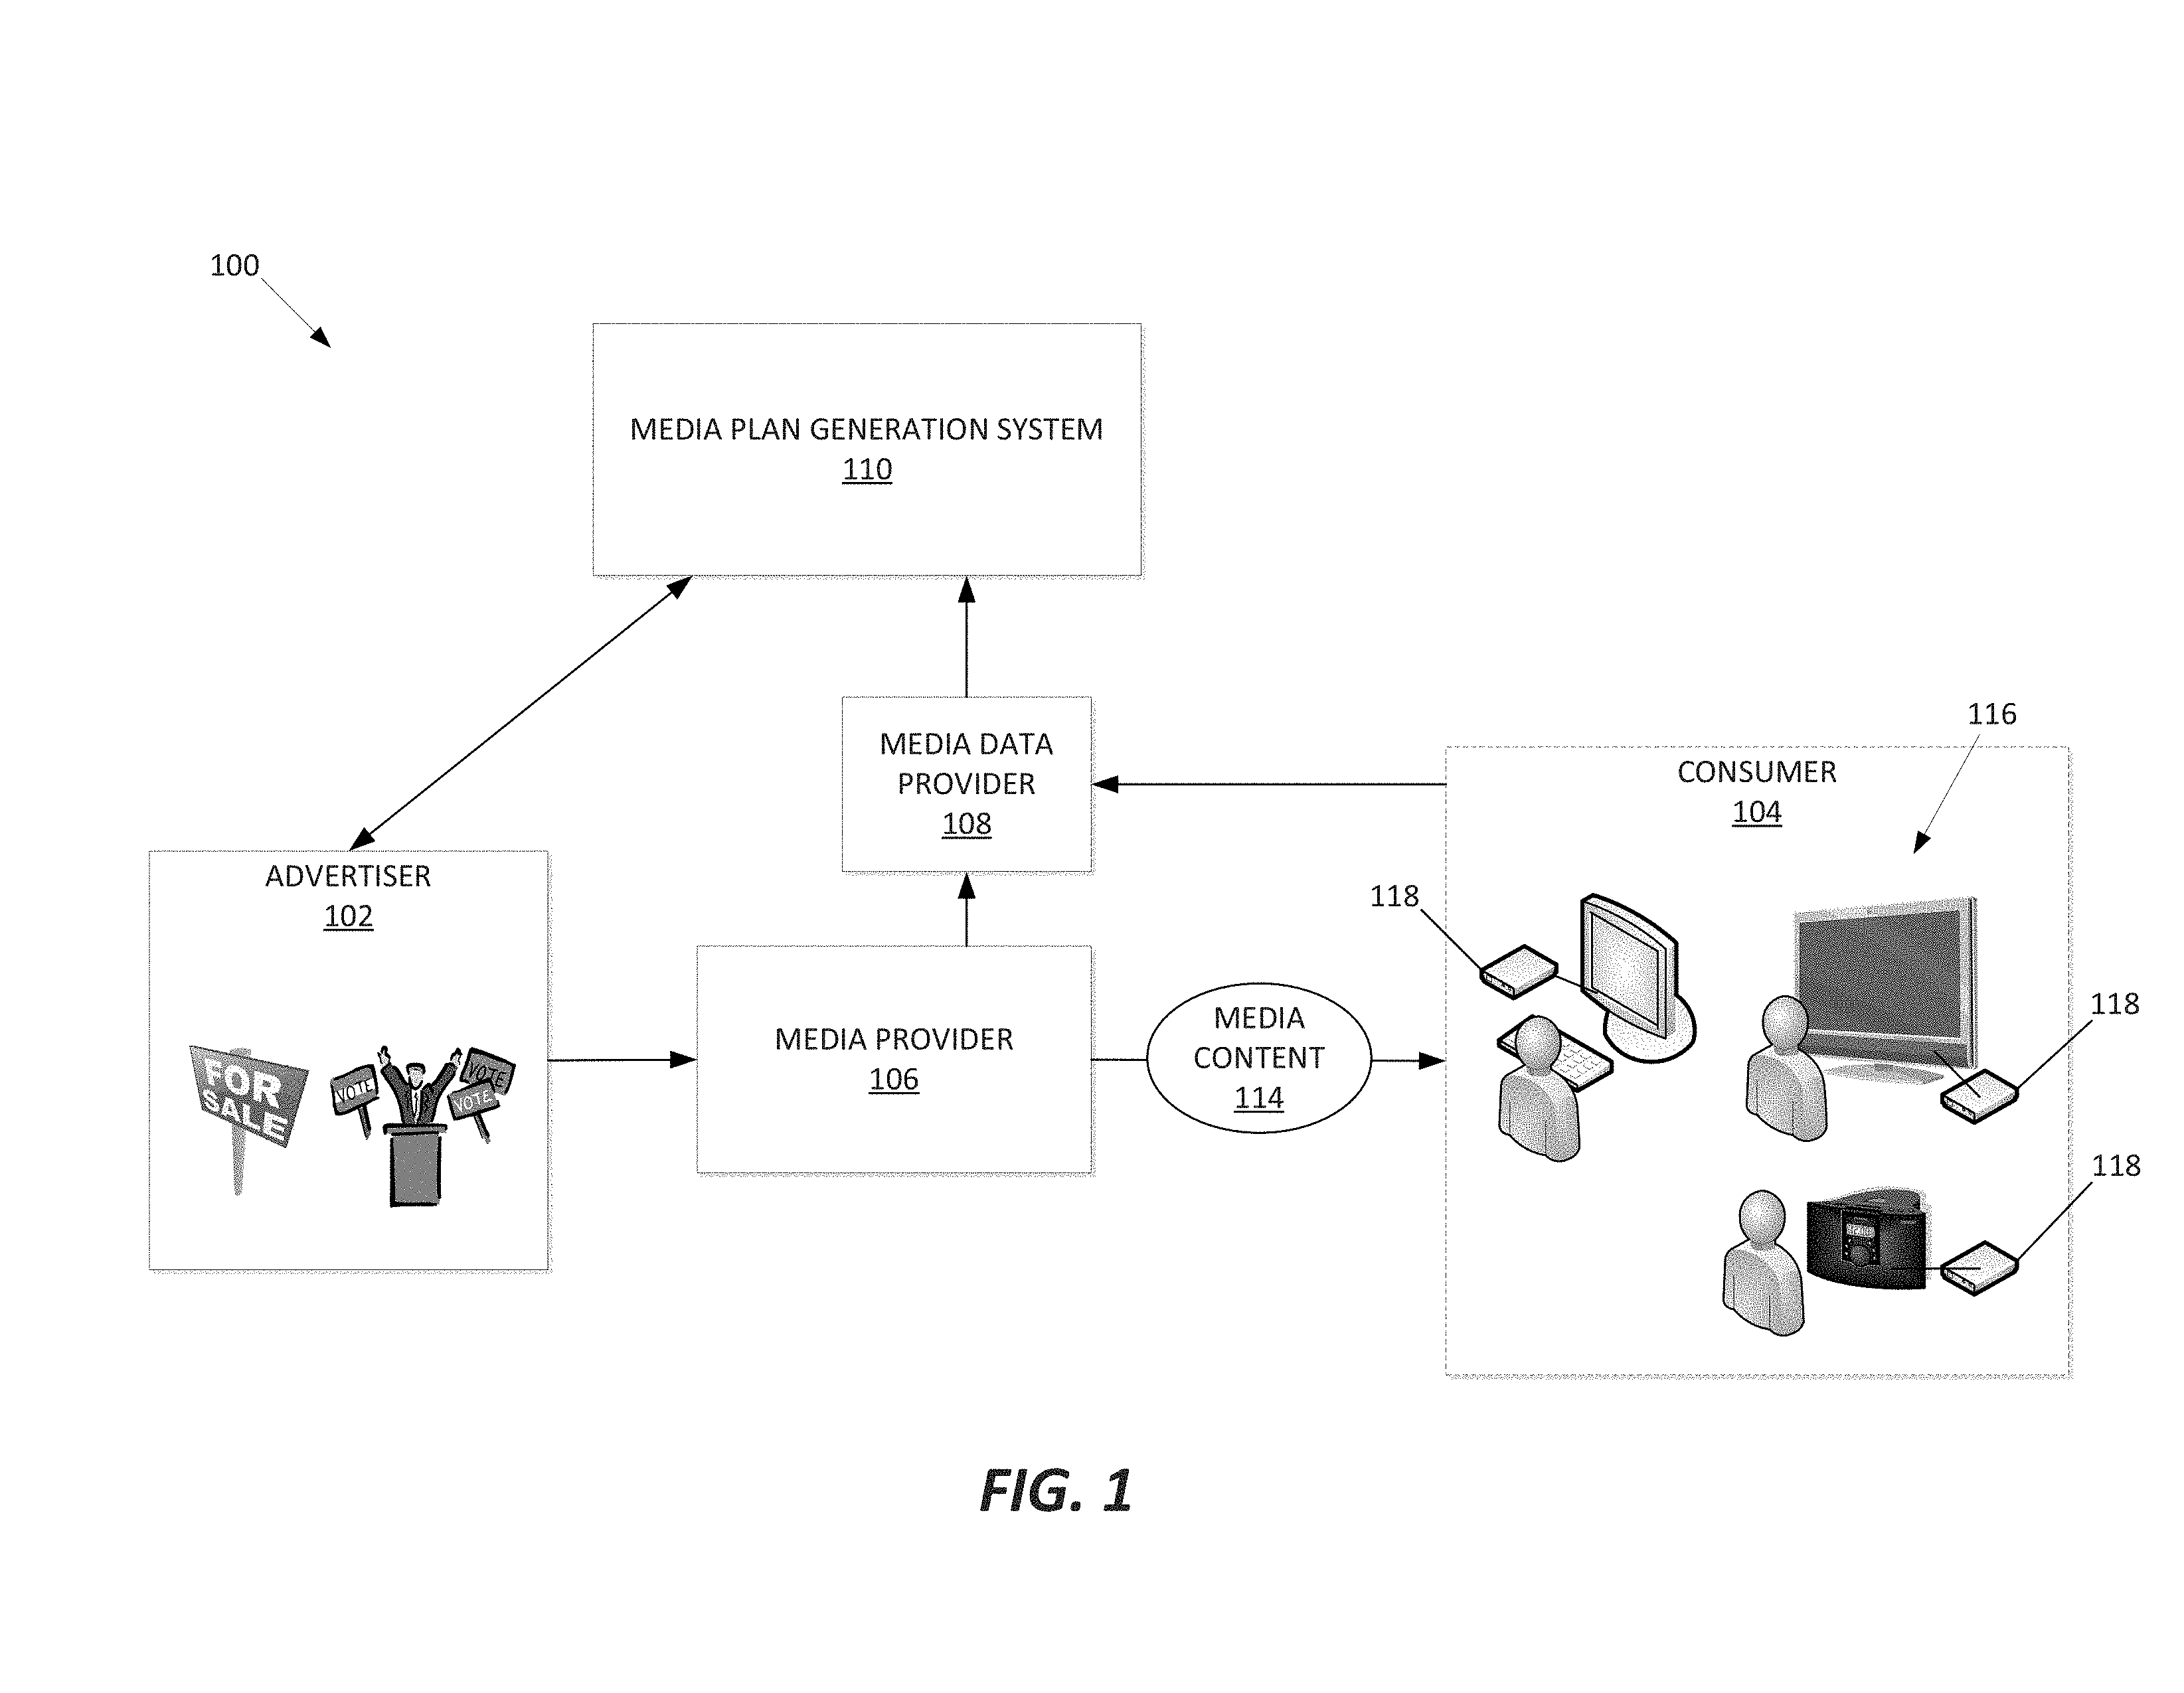 100
MEDIA PLAN GENERATION SYSTEM
110
116
MEDIA DATA
PROVIDER
108
CONSUMER
104
ADVERTISER
102
118
118
MEDIA PROVIDER
106
MEDIA
CONTENT
114
FOR
SALE
VOTE
VOTE
VOTE
118
FIG. 1